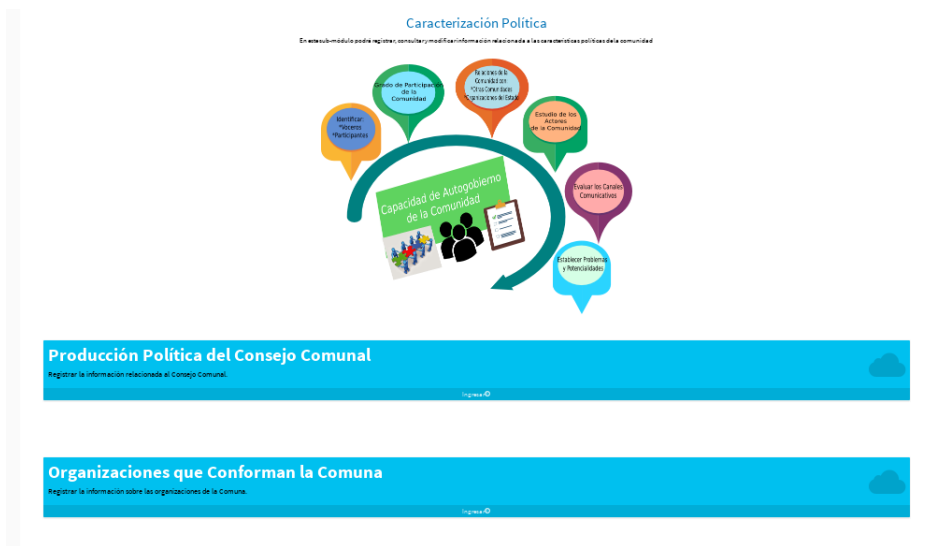 Caracterización Política
En este sub-módulo podrá registrar, consultar y modificar información relacionada a las características políticas de la comunidad
Identificar:
*Voceros
*Participantes
Grado de Participación
de la
Comunidad
Relaciones de la
Comunidad con:
*Otras Comunidades
*Organizaciones del Estado
Estudio de los
Actores
de la Comunidad
Evaluar los Canales
Comunicativos
Establecer Problemas
y Potencialidades
Capacidad de Autogobierno
de la Comunidad
Producción Política del Consejo Comunal
Registrar la información relacionada al Consejo Comunal.
Ingresar
Organizaciones que Conforman la Comuna
Registrar la información sobre las organizaciones de la Comuna.
Ingresar